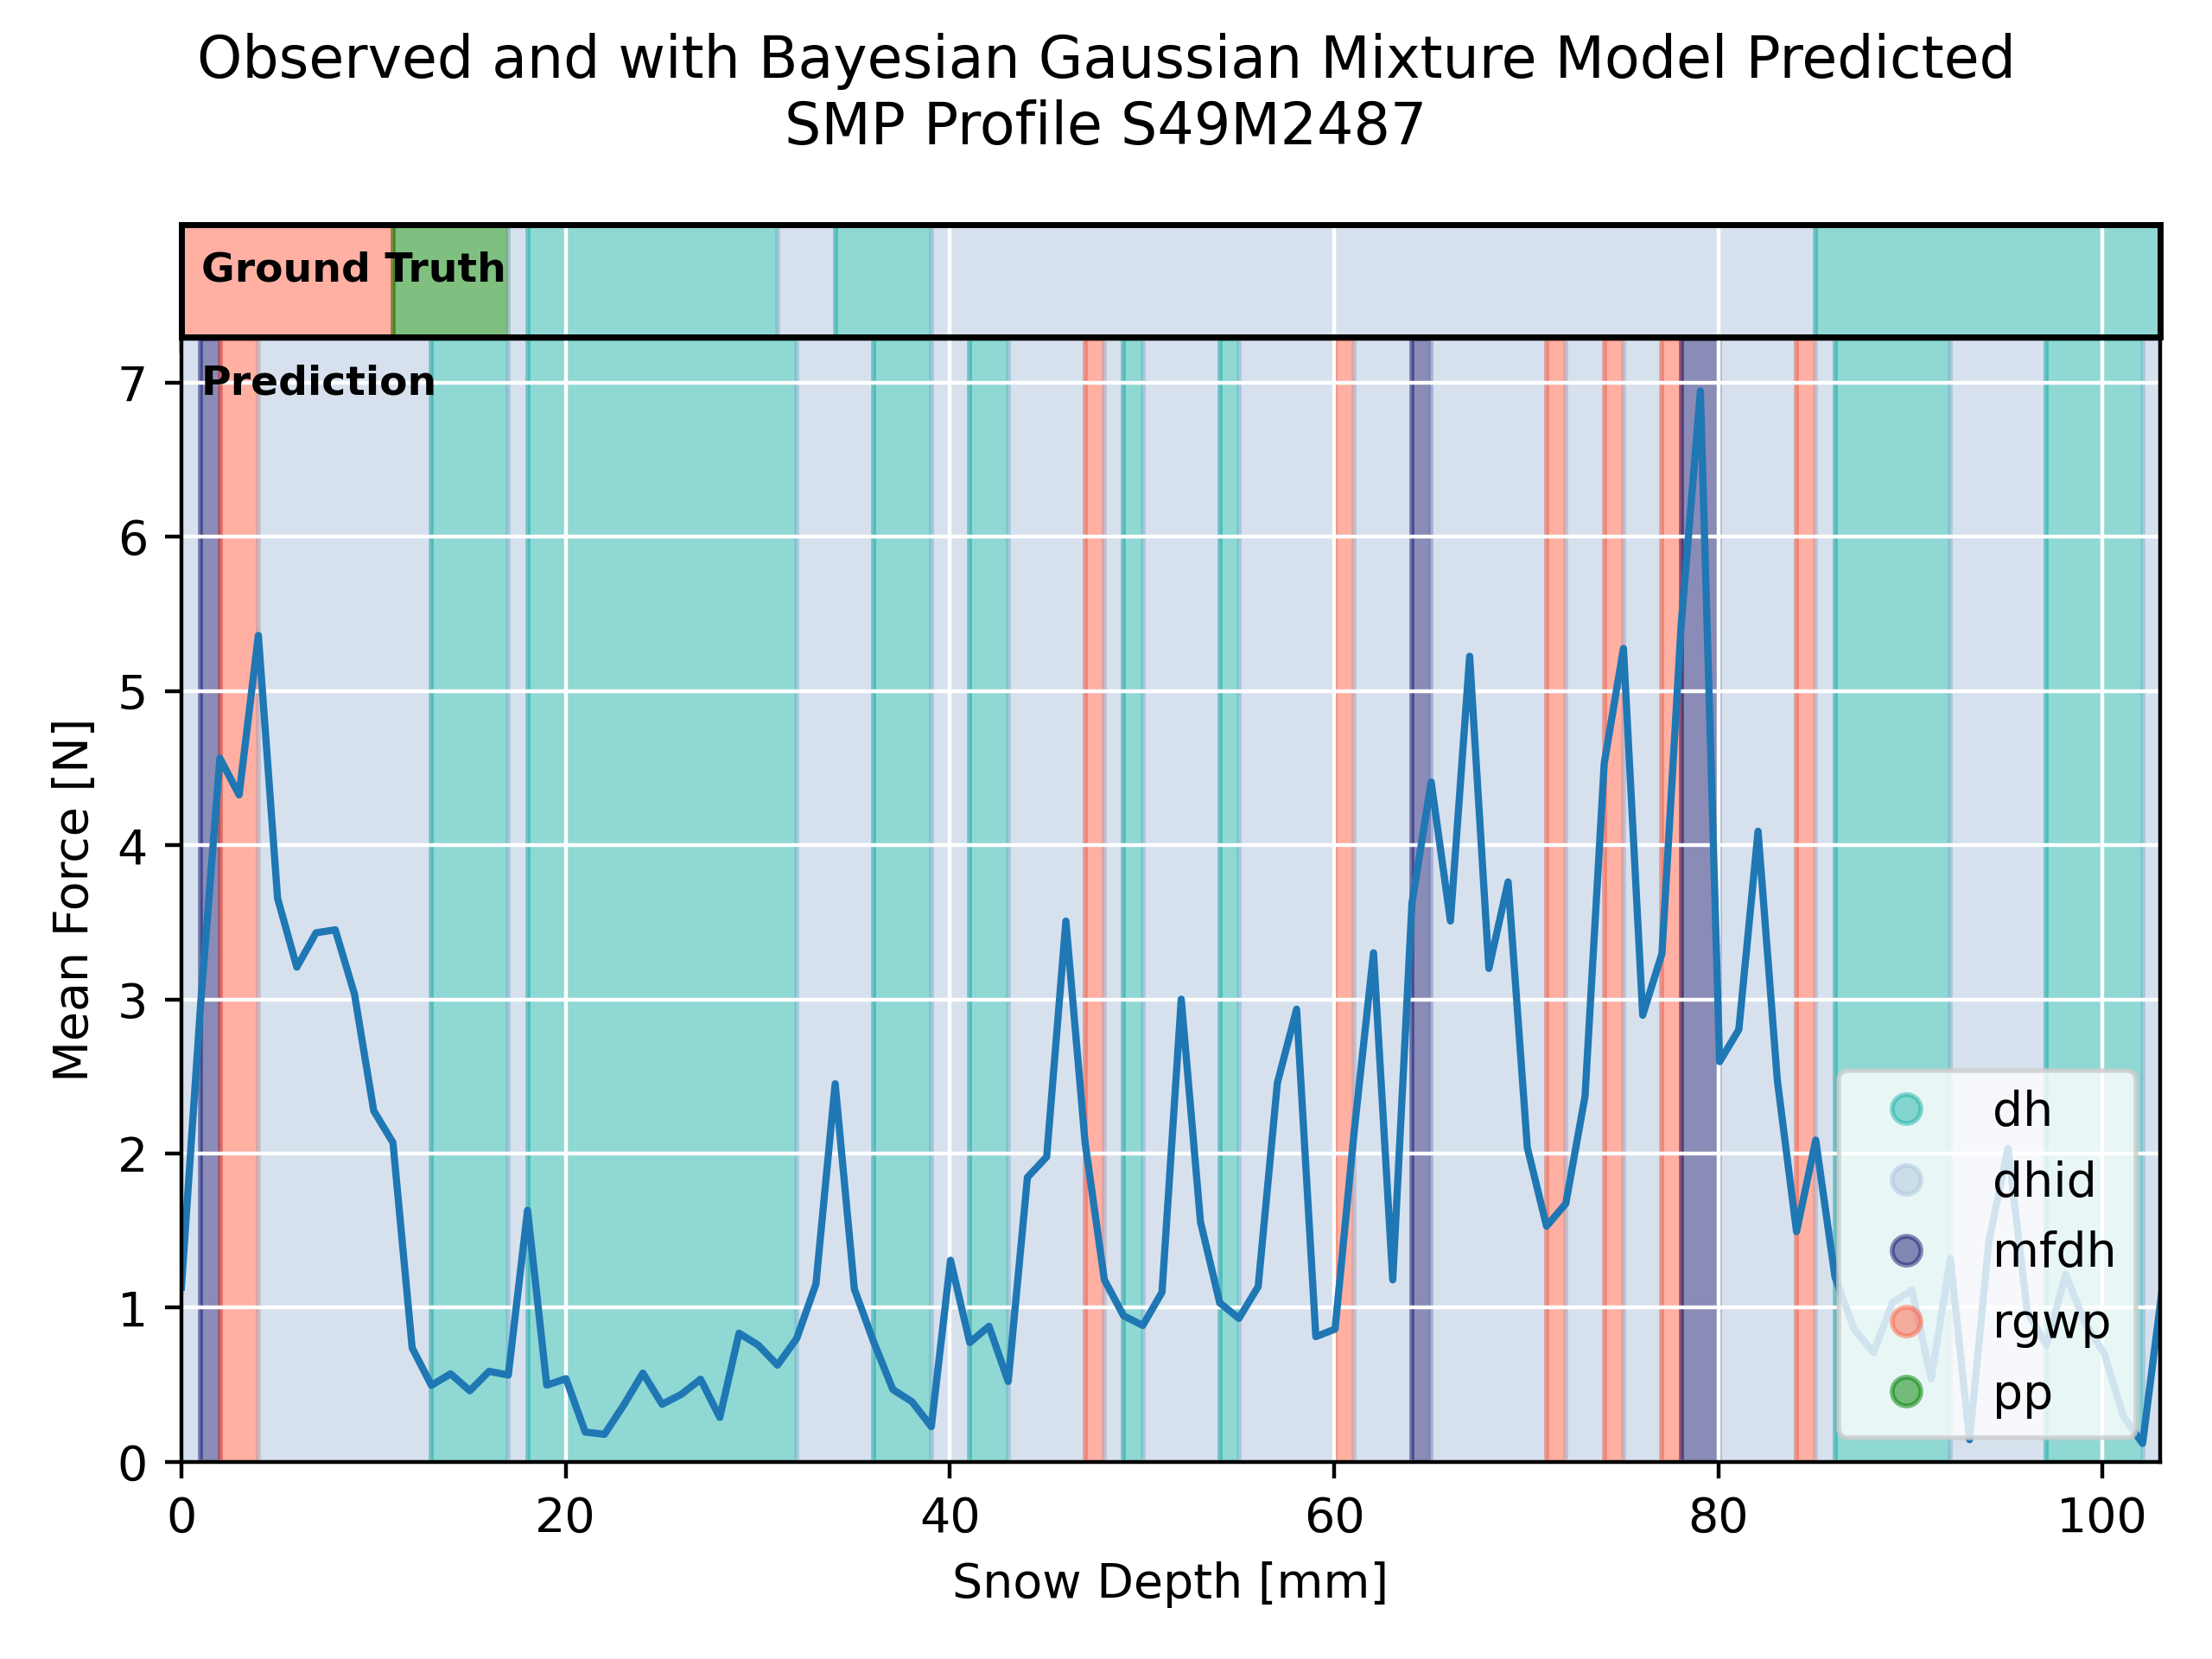 Observed and with Bayesian Gaussian Mixture Model Predicted
SMP Profile S49M2487
Ground Truth
Prediction
7
6
5
4
3
2
1
0
Mean Force [N]
dh
dhid
mfdh
rgwp
pp
0 20 40 60 80 100
Snow Depth [mm]